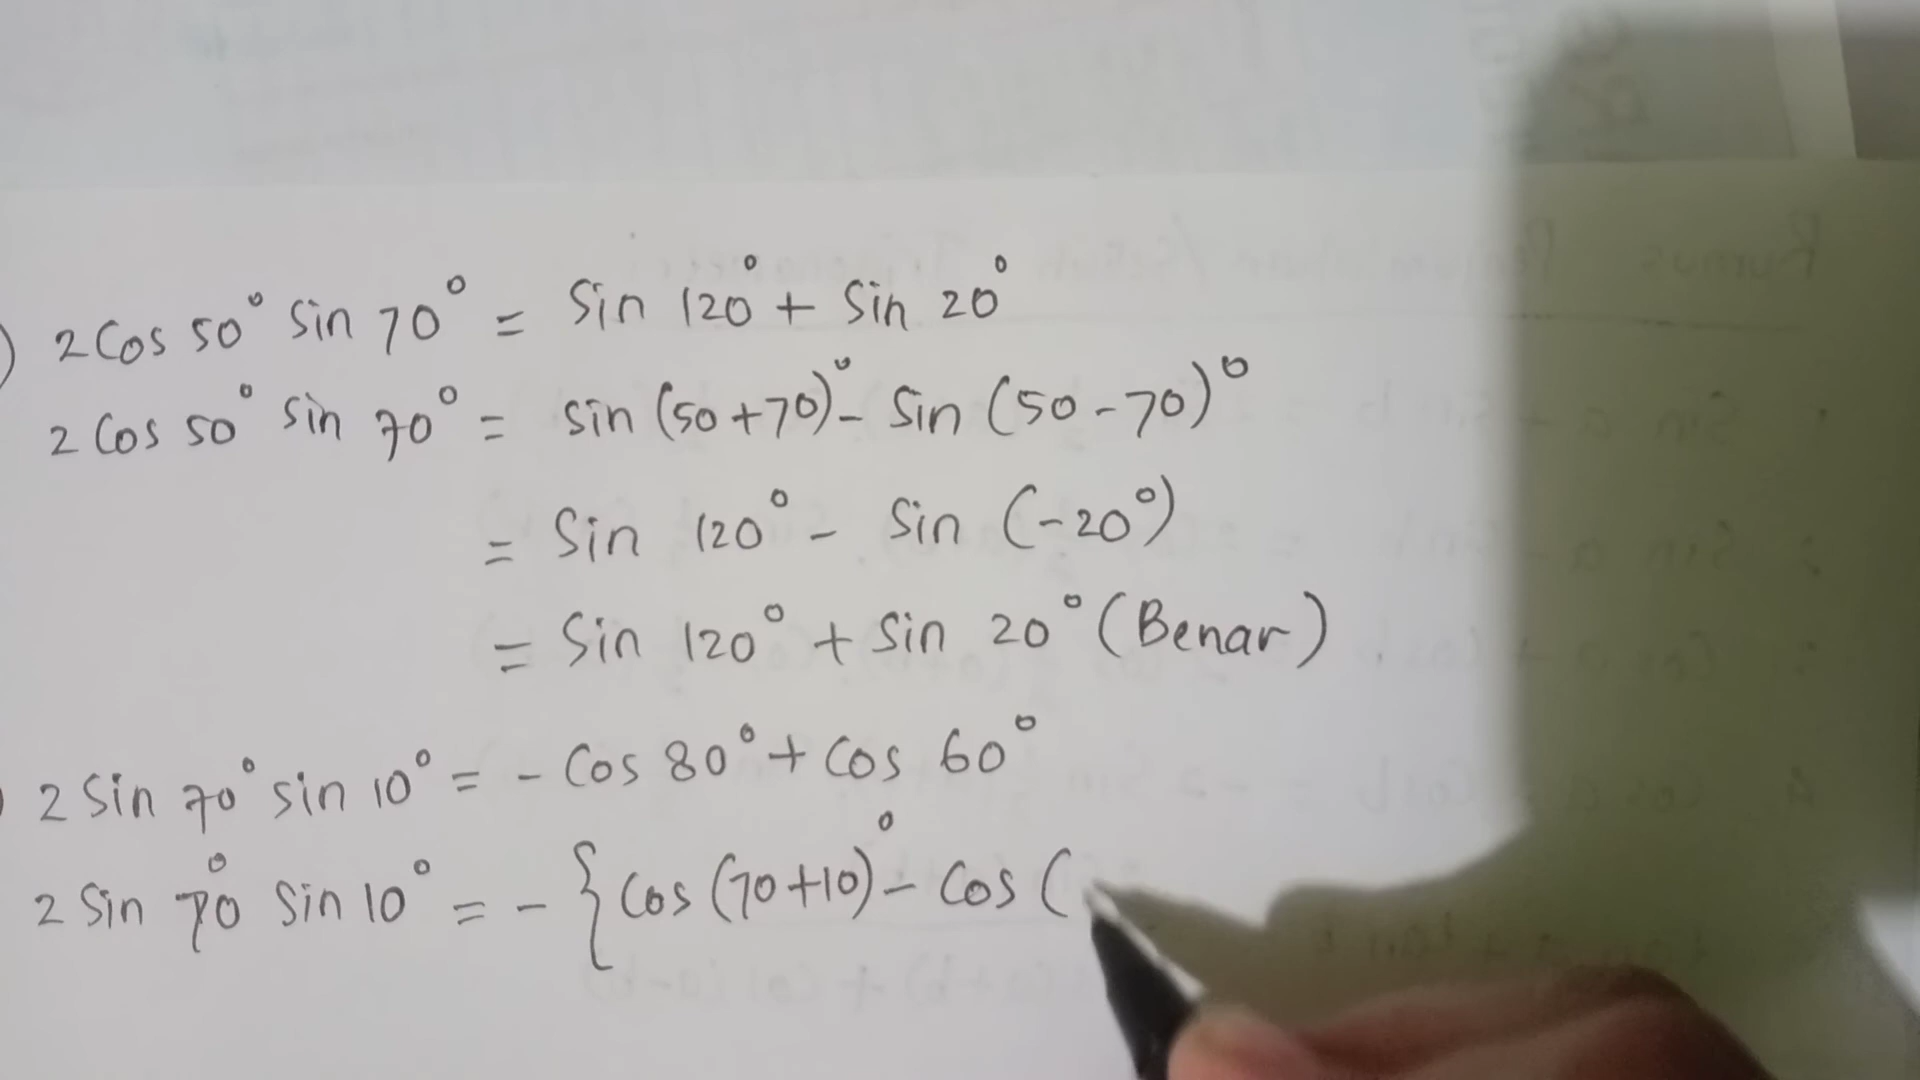 ) 2 Cos 50° Sin 70° = Sin 120° + Sin 20°
2 Cos 50° Sin 70° = Sin (50+70)° - Sin (50-70)°
= Sin 120° - Sin (-20°)
= Sin 120° + Sin 20° (Benar)
2 Sin 70° Sin 10° = - Cos 80° + Cos 60°
2 Sin 70° Sin 10° = - { Cos (70+10)° - Cos (